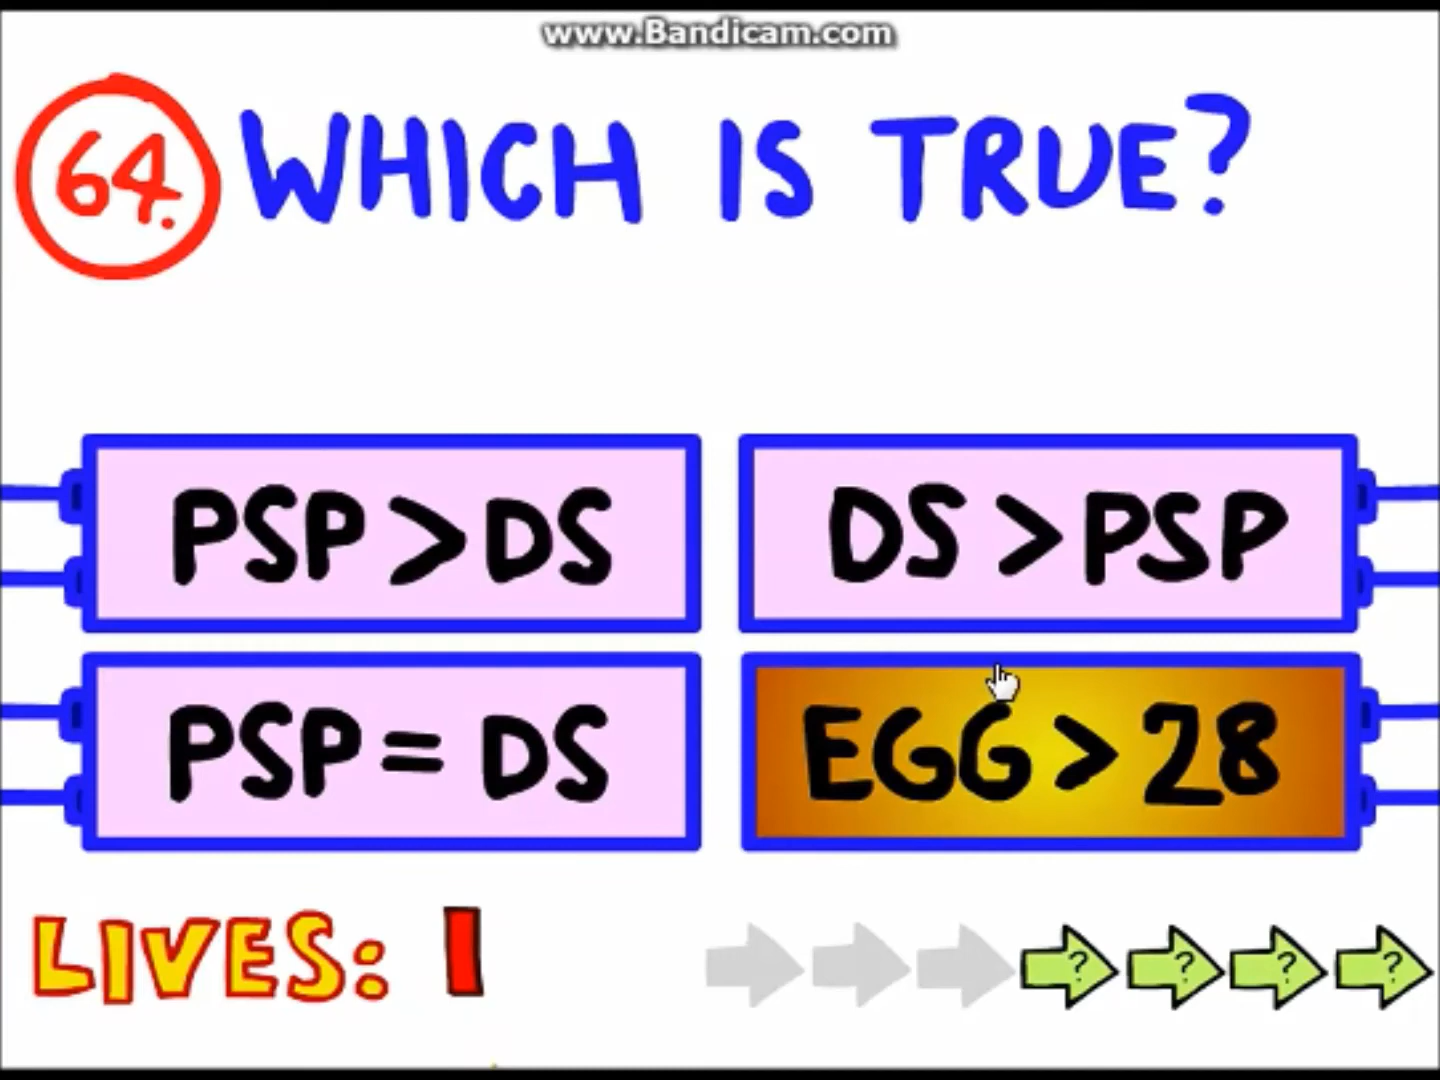 www.Bandicam.com
64. WHICH IS TRUE?
PSP>DS
DS>PSP
PSP=DS
EGG>28
LIVES: 1
? ? ? ?